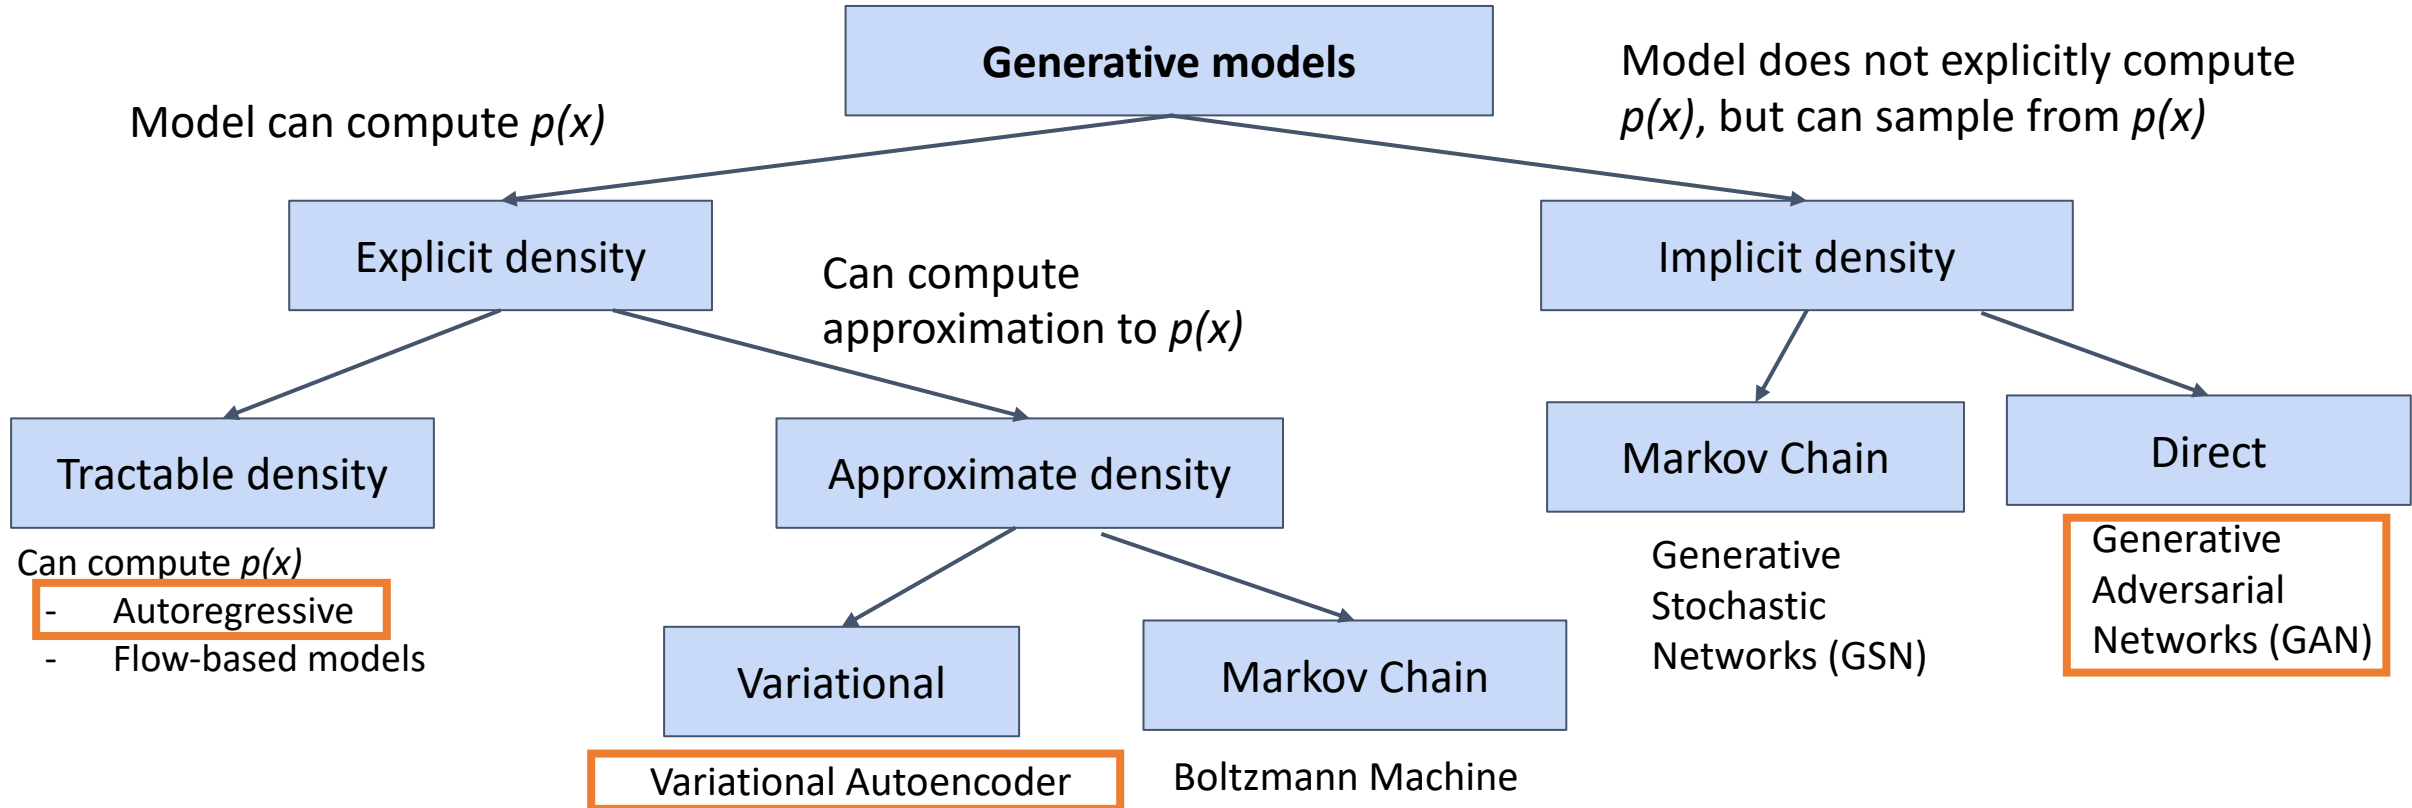 Generative models
Model can compute p(x)
Model does not explicitly compute
p(x), but can sample from p(x)
Explicit density
Can compute
approximation to p(x)
Implicit density
Tractable density
Approximate density
Markov Chain
Direct
Can compute p(x)
- Autoregressive
- Flow-based models
Variational
Markov Chain
Generative
Stochastic
Networks (GSN)
Generative
Adversarial
Networks (GAN)
Variational Autoencoder
Boltzmann Machine